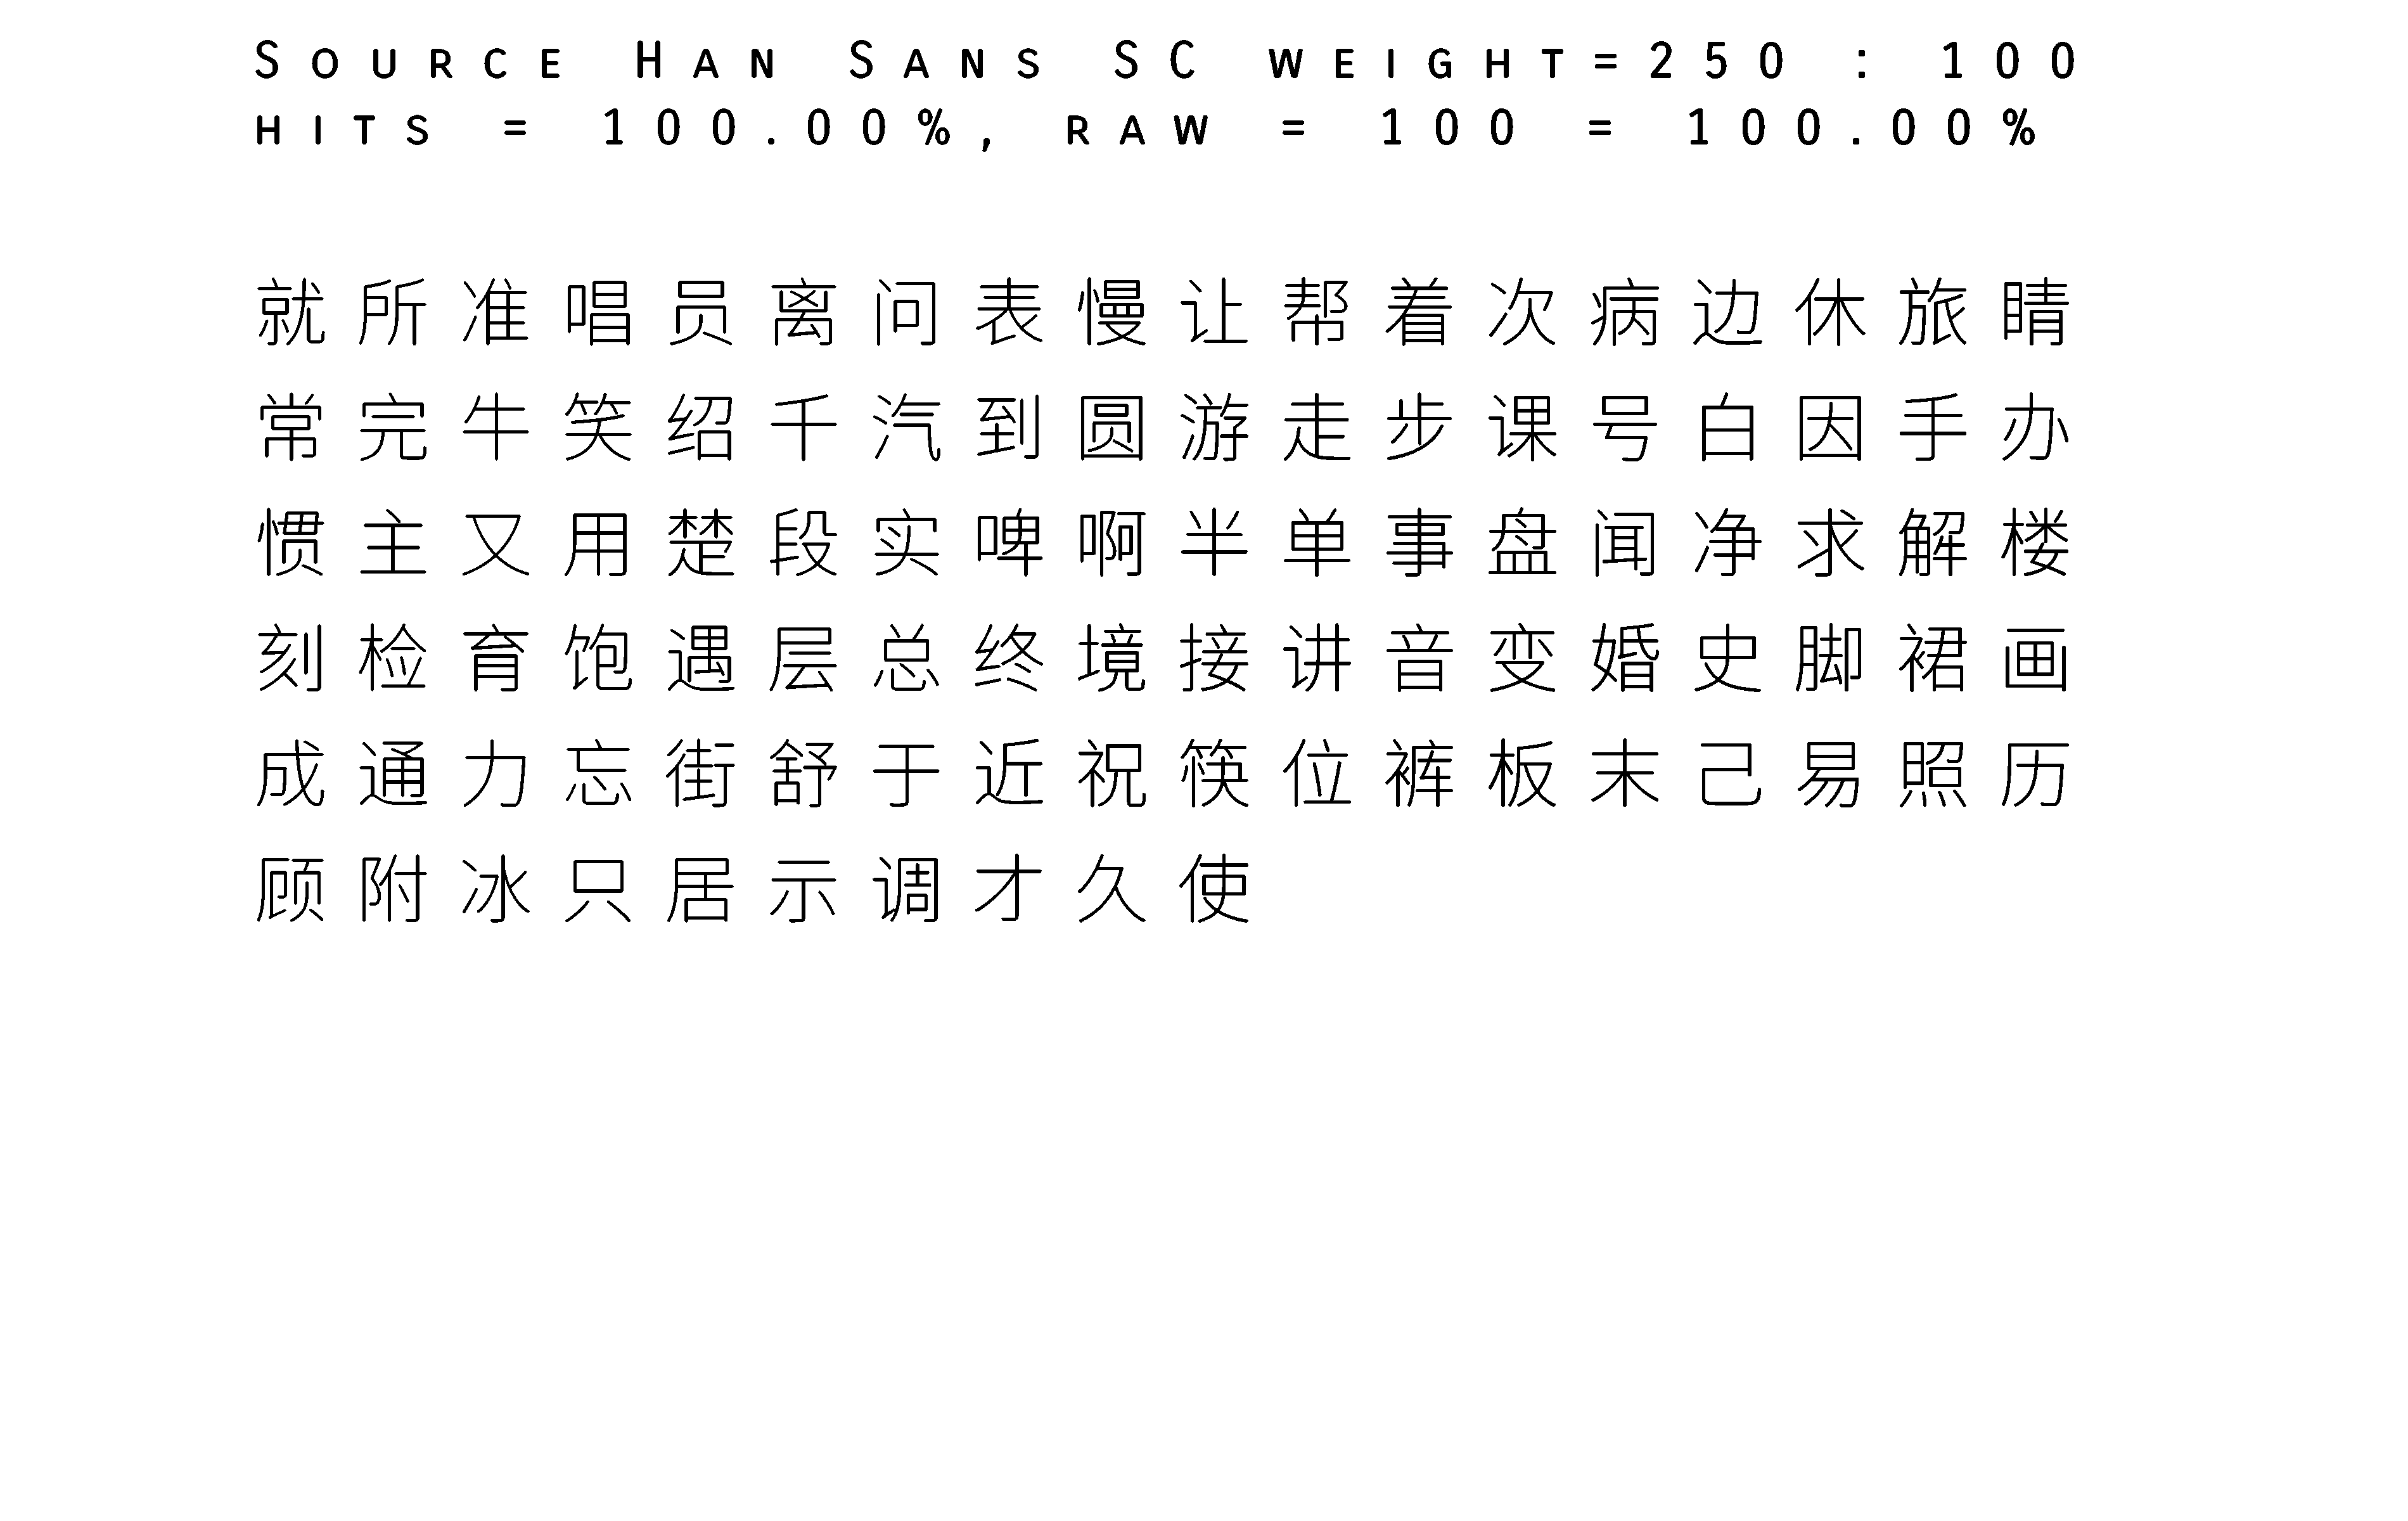 Source Han Sans SC weight=250 : 100
hits = 100.00%, raw = 100 = 100.00%
就所准唱员离问表慢让帮着次病边休旅睛
常完牛笑绍千汽到圆游走步课号白因手办
惯主又用楚段实啤啊半单事盘闻净求解楼
刻检育饱遇层总终境接讲音变婚史脚裙画
成通力忘街舒于近祝筷位裤板末己易照历
顾附冰只居示调才久使